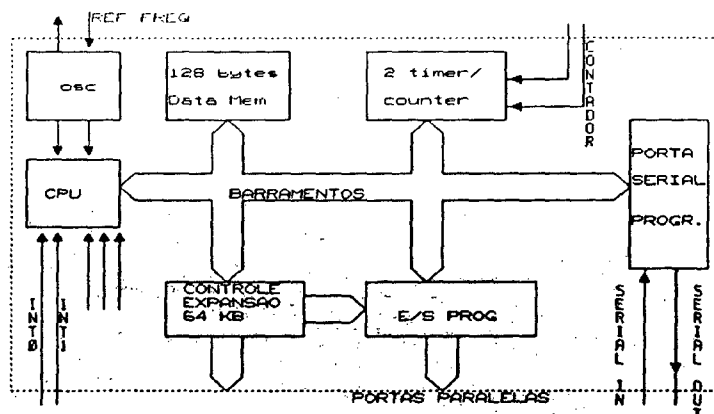 REF FREQ
osc
128 bytes
Data Mem
2 timer/
counter
CONTADOR
CPU
BARRAMENTOS
PORTA
SERIAL
PROGR.
CONTROLE
EXPANSAO
64 KB
E/S PROG
INT0
INT1
SERIAL IN
SERIAL OUT
PORTAS PARALELAS